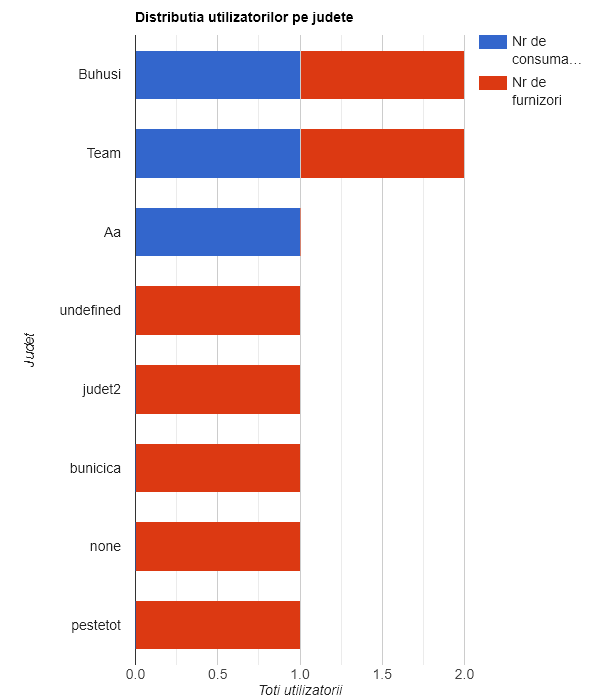 Distributia utilizatorilor pe judete
Nr de
consuma…
Nr de
furnizori
Buhusi
Team
Aa
undefined
judet2
bunicica
none
pestetot
Judet
0.0 0.5 1.0 1.5 2.0
Toti utilizatorii